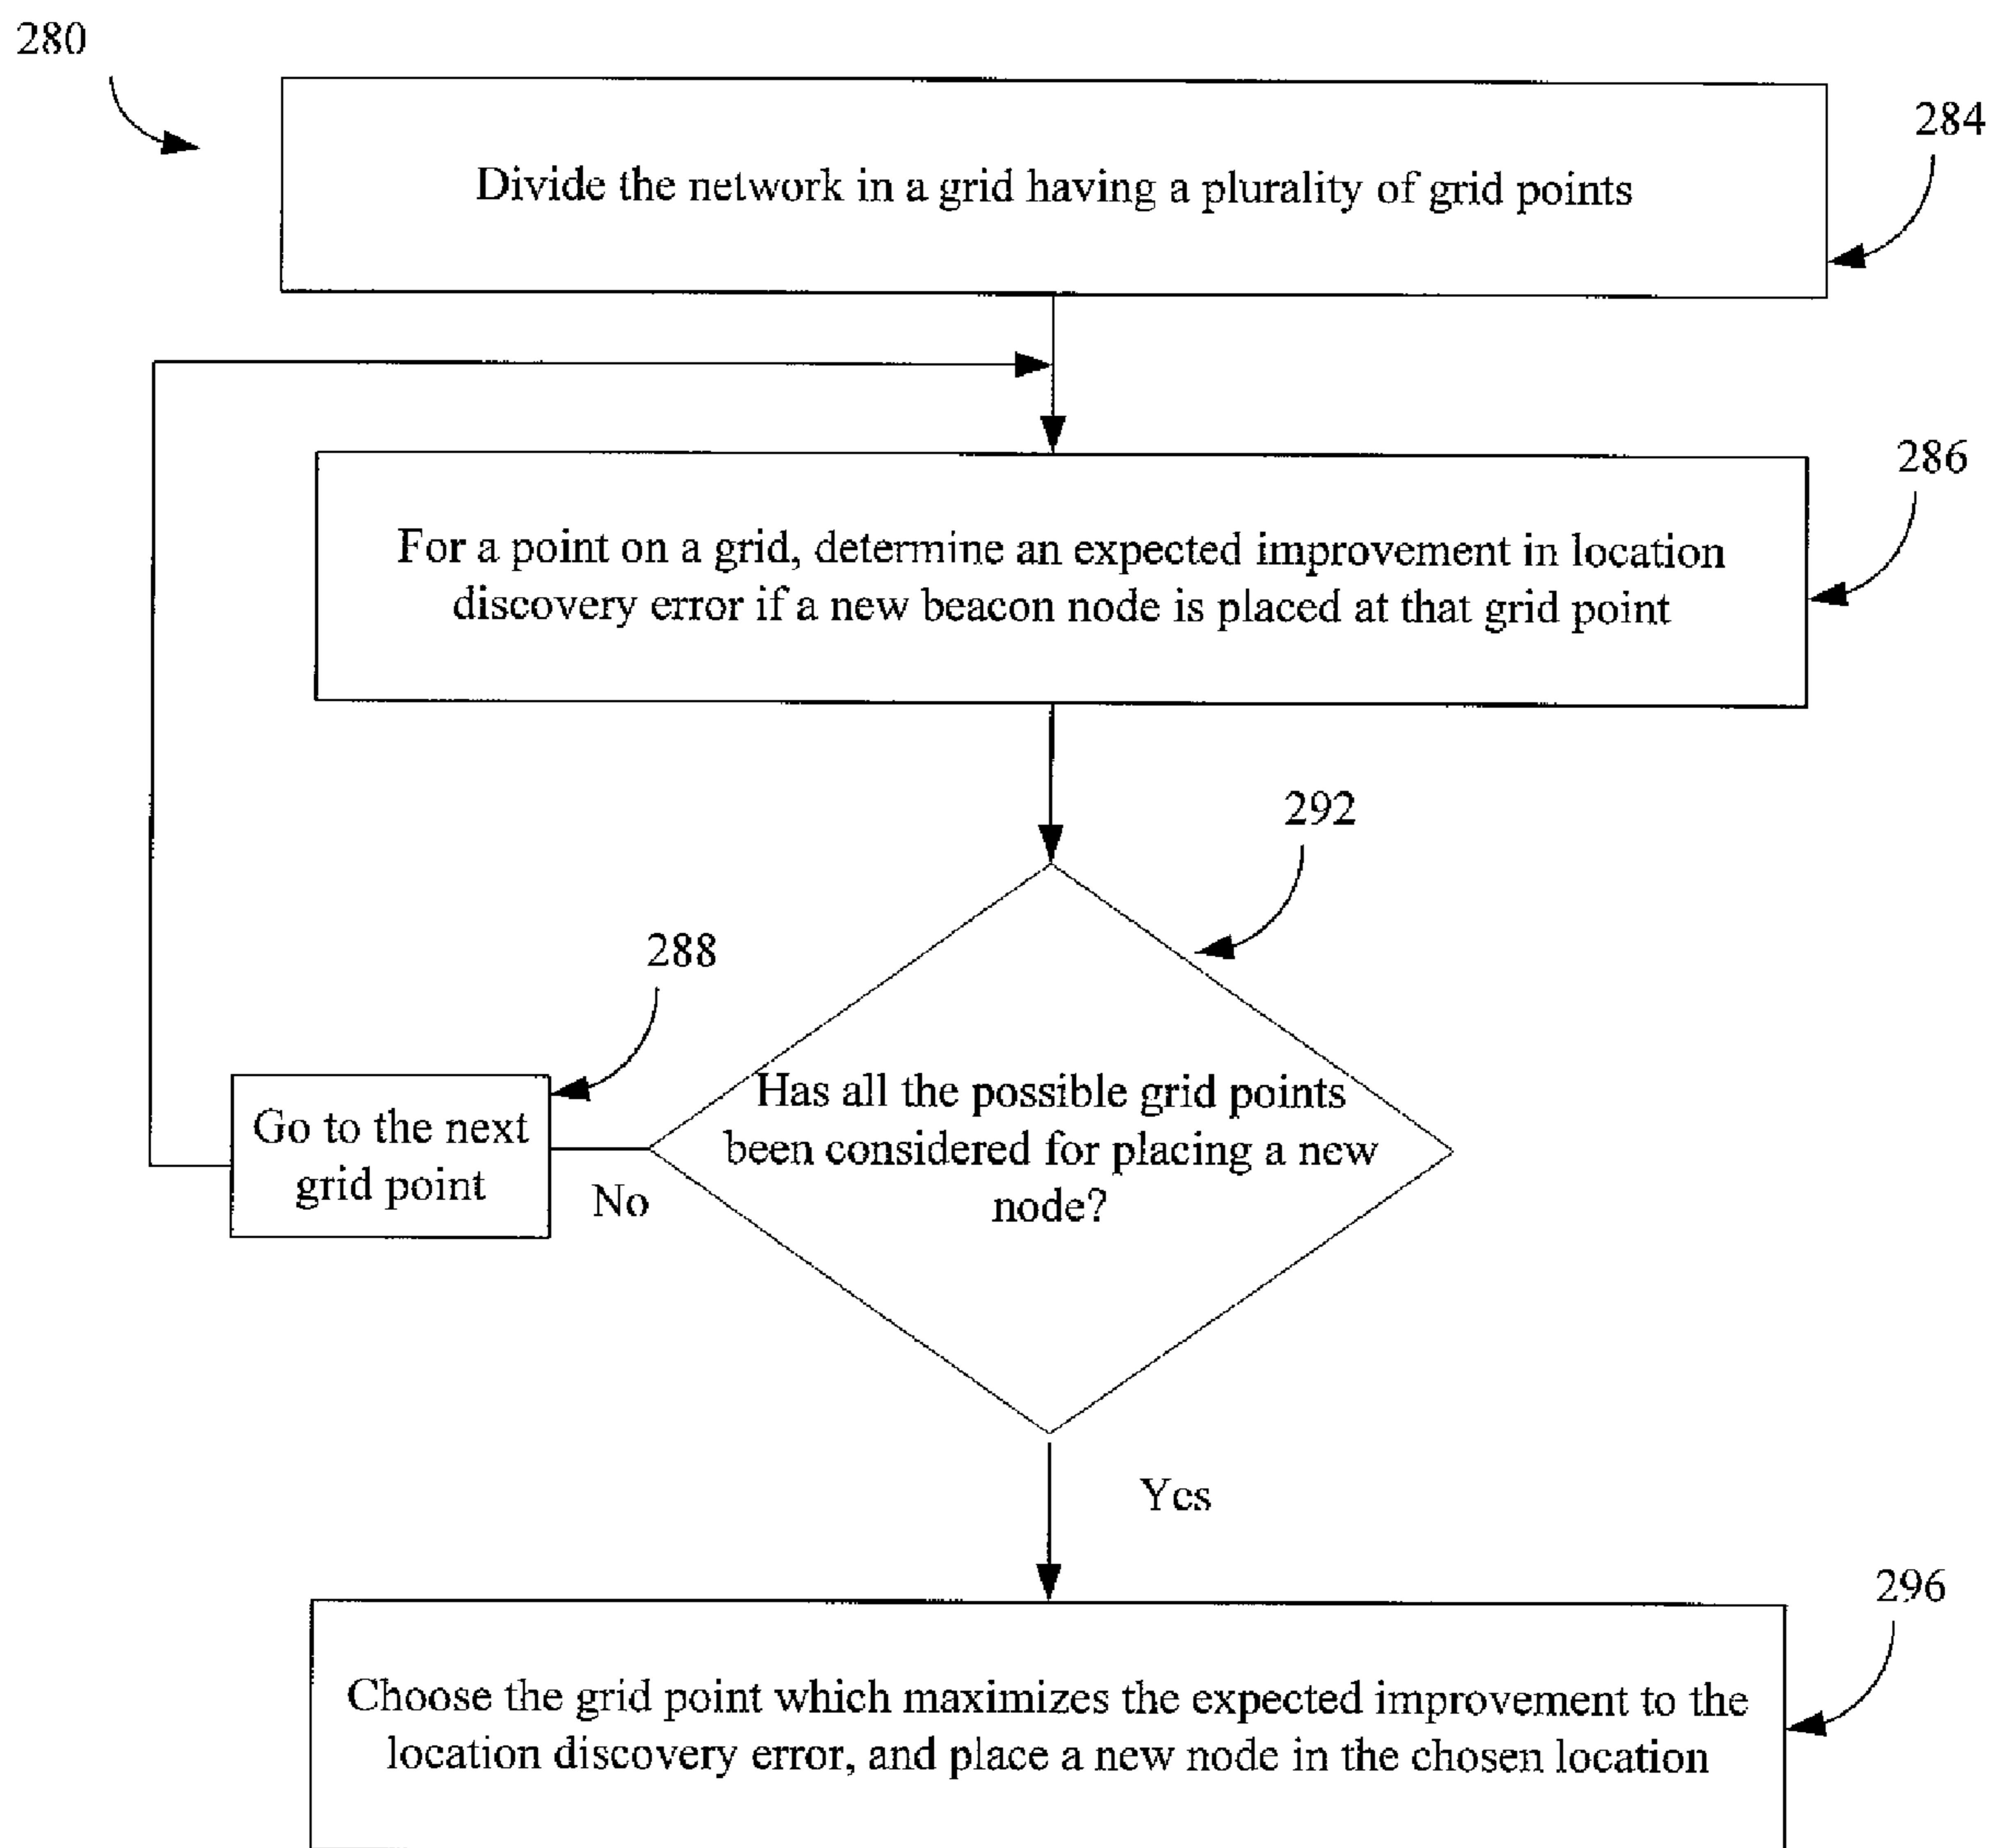 280
284
Divide the network in a grid having a plurality of grid points
286
For a point on a grid, determine an expected improvement in location
discovery error if a new beacon node is placed at that grid point
292
288
Has all the possible grid points
been considered for placing a new
node?
Go to the next
grid point
No
Yes
296
Choose the grid point which maximizes the expected improvement to the
location discovery error, and place a new node in the chosen location